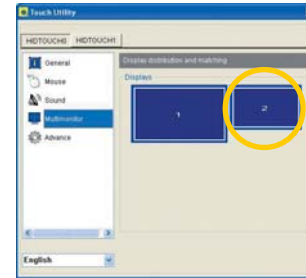 Touch Utility
HIDTOUCH0 HIDTOUCH1
General
Mouse
Sound
Multimonitor
Advance
Display distribution and matching
Displays
1
2
English